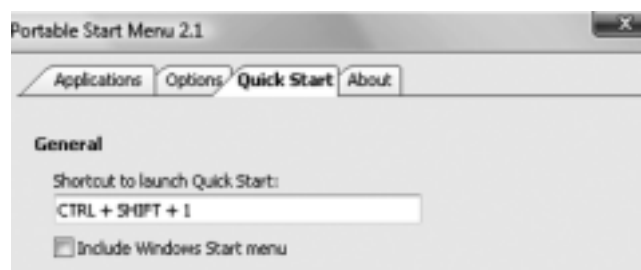 Portable Start Menu 2.1
Applications Options Quick Start About
General
Shortcut to launch Quick Start:
CTRL + SHIFT + 1
Include Windows Start menu